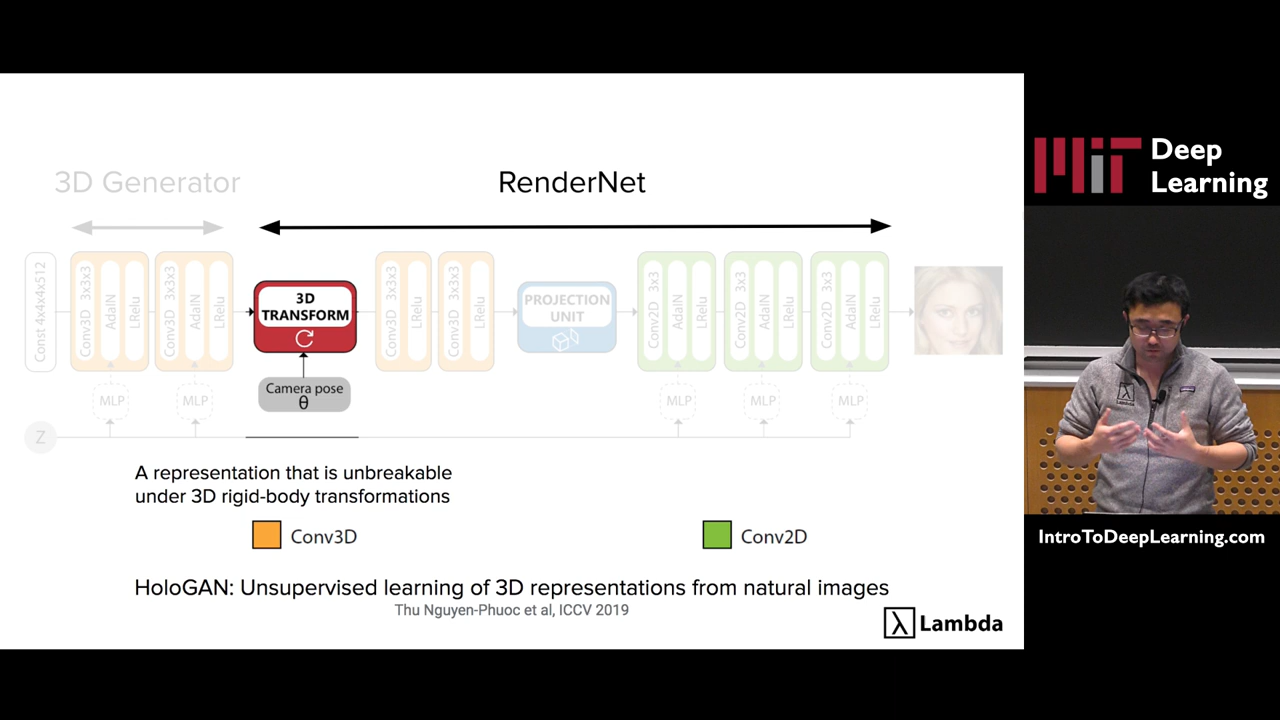 3D Generator
RenderNet
Const 4x4x4x512
Conv3D 3x3x3
AdaIN
LRelu
Conv3D 3x3x3
AdaIN
LRelu
3D
TRANSFORM
Conv3D 3x3x3
LRelu
Conv3D 3x3x3
LRelu
PROJECTION
UNIT
Conv2D 3x3
AdaIN
LRelu
Conv2D 3x3
AdaIN
LRelu
Conv2D 3x3
AdaIN
LRelu
Camera pose
θ
MLP
MLP
MLP
MLP
MLP
Z
A representation that is unbreakable
under 3D rigid-body transformations
Conv3D
Conv2D
HoloGAN: Unsupervised learning of 3D representations from natural images
Thu Nguyen-Phuoc et al, ICCV 2019
λ Lambda
MIT
Deep
Learning
λ
Lambda
IntroToDeepLearning.com